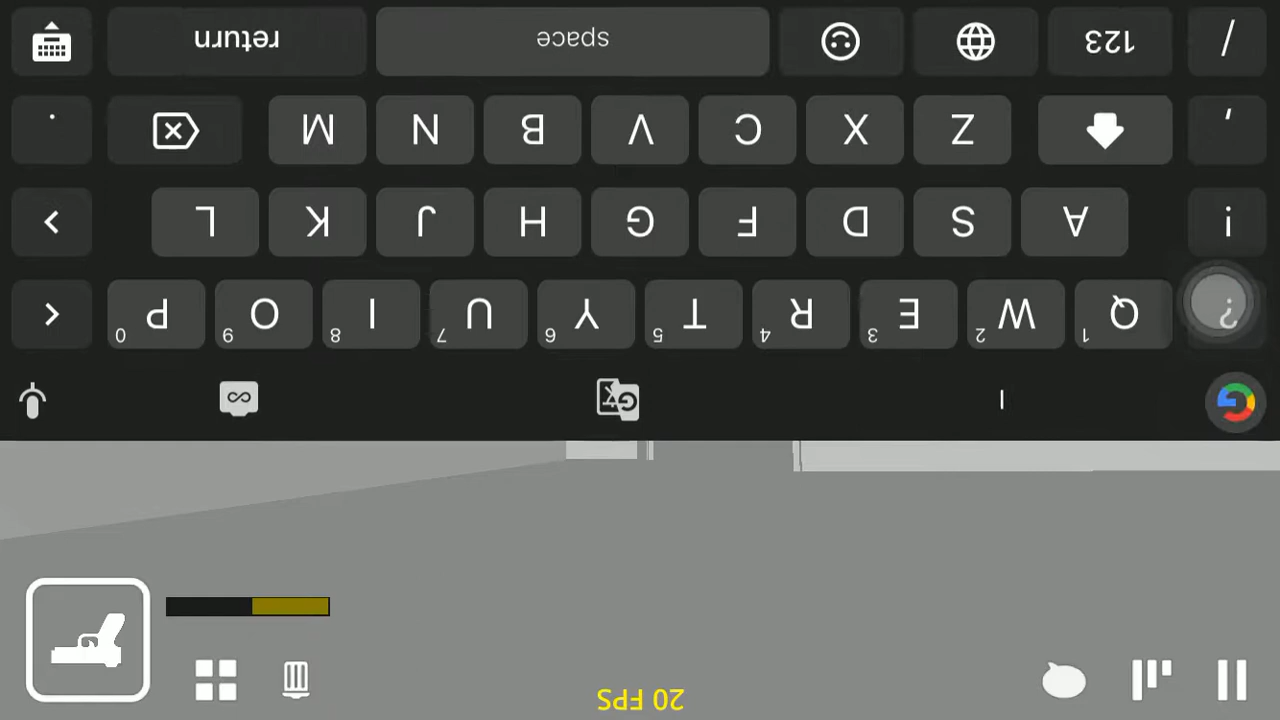 20 FPS
I
? Q 1 W 2 E 3 R 4 T 5 Y 6 U 7 I 8 O 9 P 0 <
! A S D F G H J K L >
, Z X C V B N M .
/ 123 space return